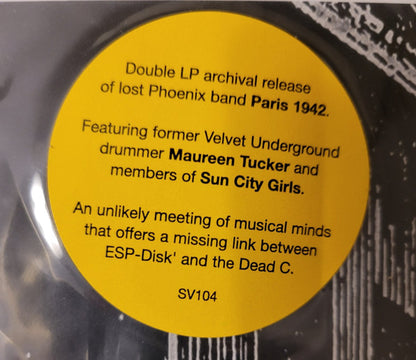 Double LP archival release
of lost Phoenix band Paris 1942.
Featuring former Velvet Underground
drummer Maureen Tucker and
members of Sun City Girls.
An unlikely meeting of musical minds
that offers a missing link between
ESP-Disk' and the Dead C.
SV104